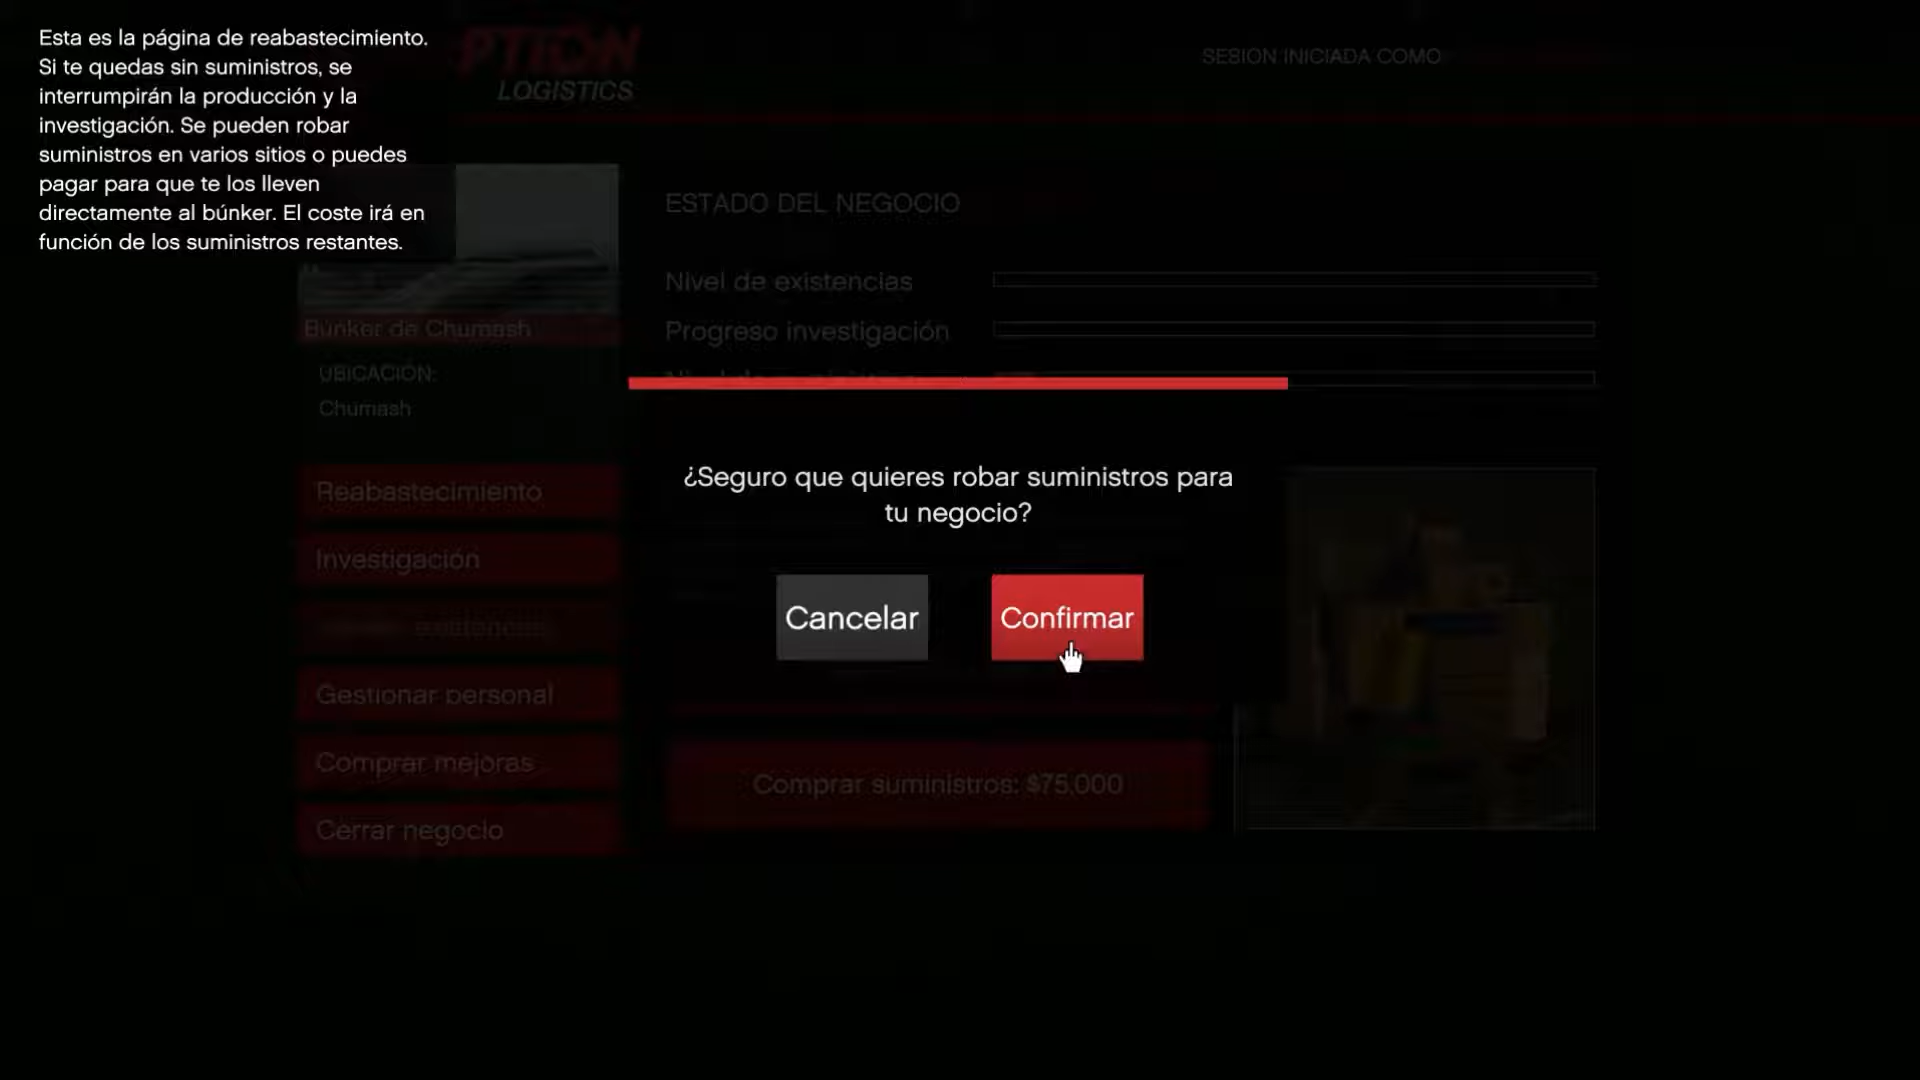 Esta es la página de reabastecimiento.
Si te quedas sin suministros, se
interrumpirán la producción y la
investigación. Se pueden robar
suministros en varios sitios o puedes
pagar para que te los lleven
directamente al búnker. El coste irá en
función de los suministros restantes.
PTION
LOGISTICS
SESIÓN INICIADA COMO
ESTADO DEL NEGOCIO
Nivel de existencias
Progreso investigación
Búnker de Chumash
UBICACIÓN:
Chumash
Reabastecimiento
Investigación
existencias
Gestionar personal
Comprar mejoras
Cerrar negocio
¿Seguro que quieres robar suministros para
tu negocio?
Cancelar
Confirmar
Comprar suministros: $75,000